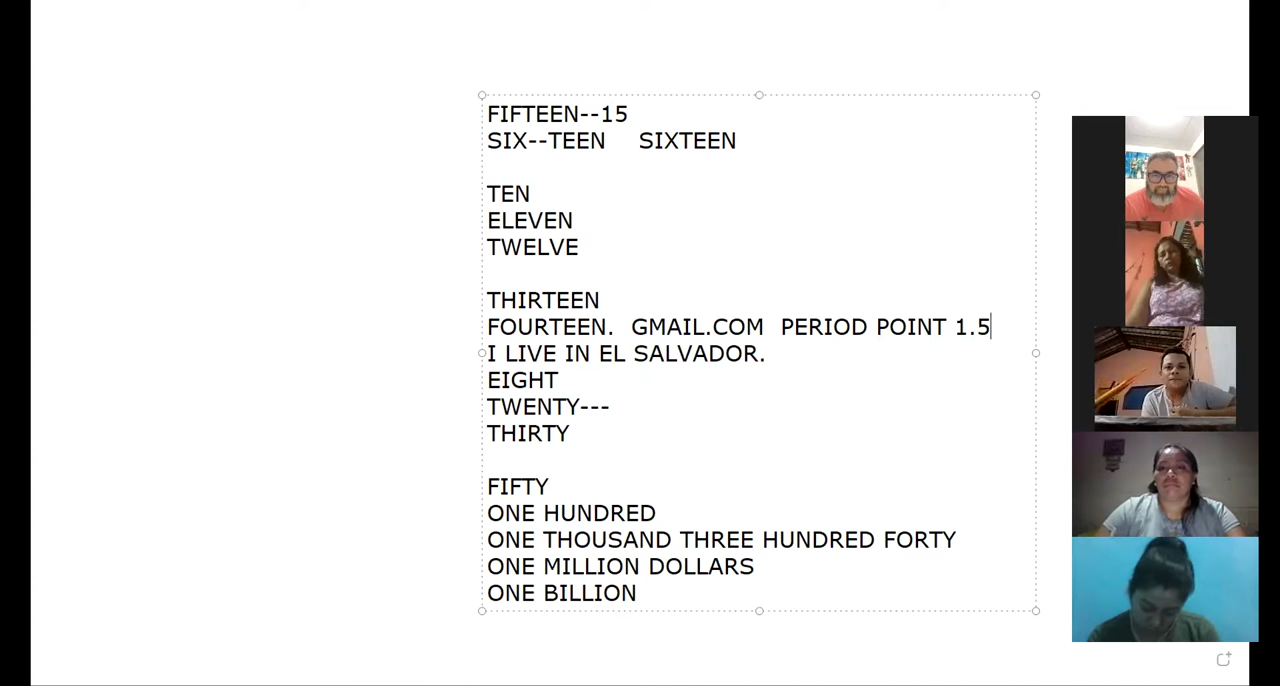 FIFTEEN--15
SIX--TEEN SIXTEEN
TEN
ELEVEN
TWELVE
THIRTEEN
FOURTEEN. GMAIL.COM PERIOD POINT 1.5
I LIVE IN EL SALVADOR.
EIGHT
TWENTY---
THIRTY
FIFTY
ONE HUNDRED
ONE THOUSAND THREE HUNDRED FORTY
ONE MILLION DOLLARS
ONE BILLION